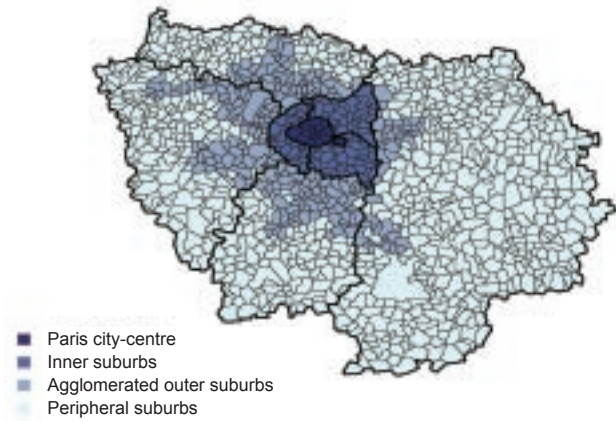 Paris city-centre
Inner suburbs
Agglomerated outer suburbs
Peripheral suburbs